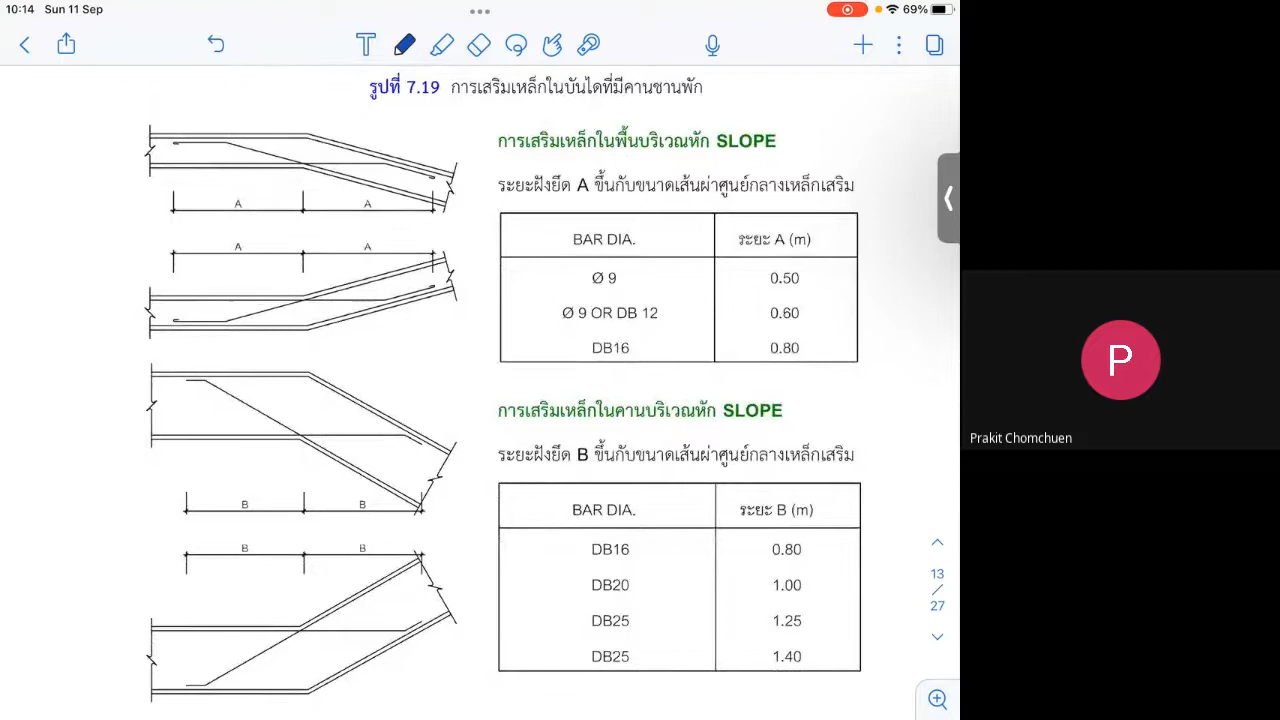 10:14 Sun 11 Sep
69%
รูปที่ 7.19 การเสริมเหล็กในบันไดที่มีคานชานพัก
A A
A A
การเสริมเหล็กในพื้นบริเวณหัก SLOPE
ระยะฝังยึด A ขึ้นกับขนาดเส้นผ่าศูนย์กลางเหล็กเสริม
BAR DIA. ระยะ A (m)
Ø 9 0.50
Ø 9 OR DB 12 0.60
DB16 0.80
B B
B B
การเสริมเหล็กในคานบริเวณหัก SLOPE
ระยะฝังยึด B ขึ้นกับขนาดเส้นผ่าศูนย์กลางเหล็กเสริม
BAR DIA. ระยะ B (m)
DB16 0.80
DB20 1.00
DB25 1.25
DB25 1.40
13
/
27
P
Prakit Chomchuen